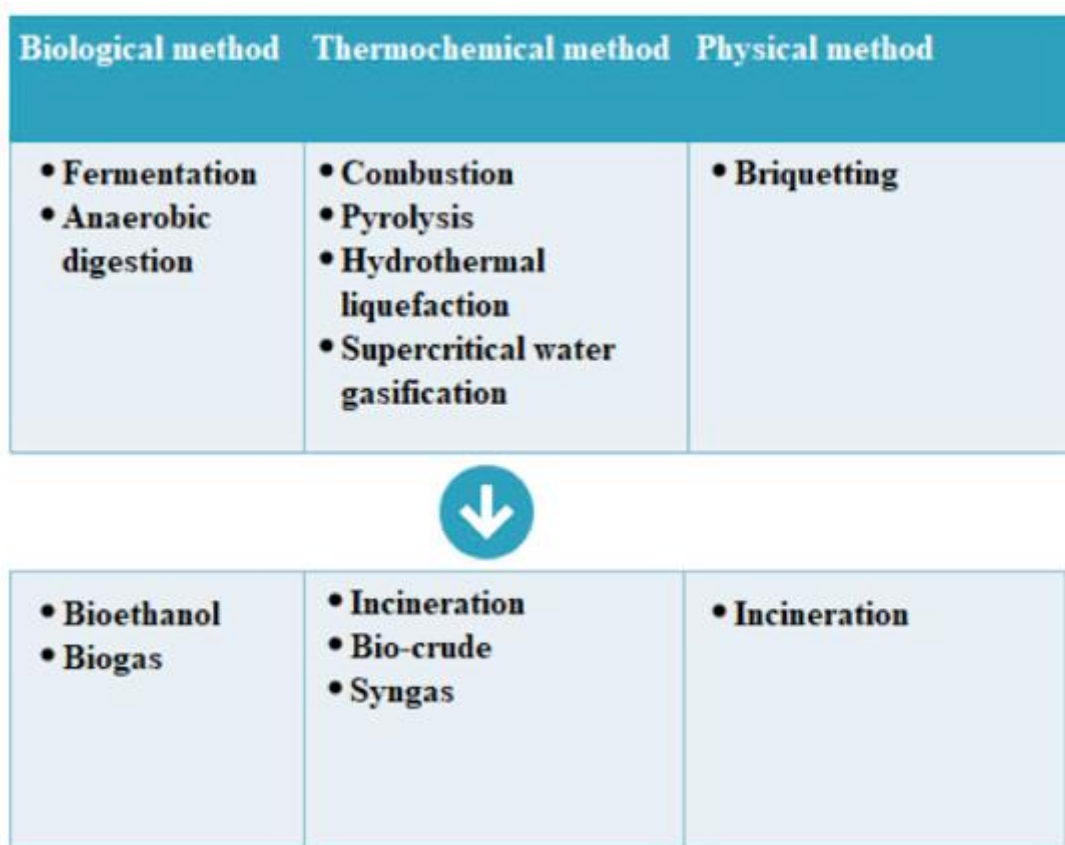 Biological method
Thermochemical method
Physical method
• Fermentation
• Anaerobic
digestion
• Combustion
• Pyrolysis
• Hydrothermal
liquefaction
• Supercritical water
gasification
• Briquetting
• Bioethanol
• Biogas
• Incineration
• Bio-crude
• Syngas
• Incineration